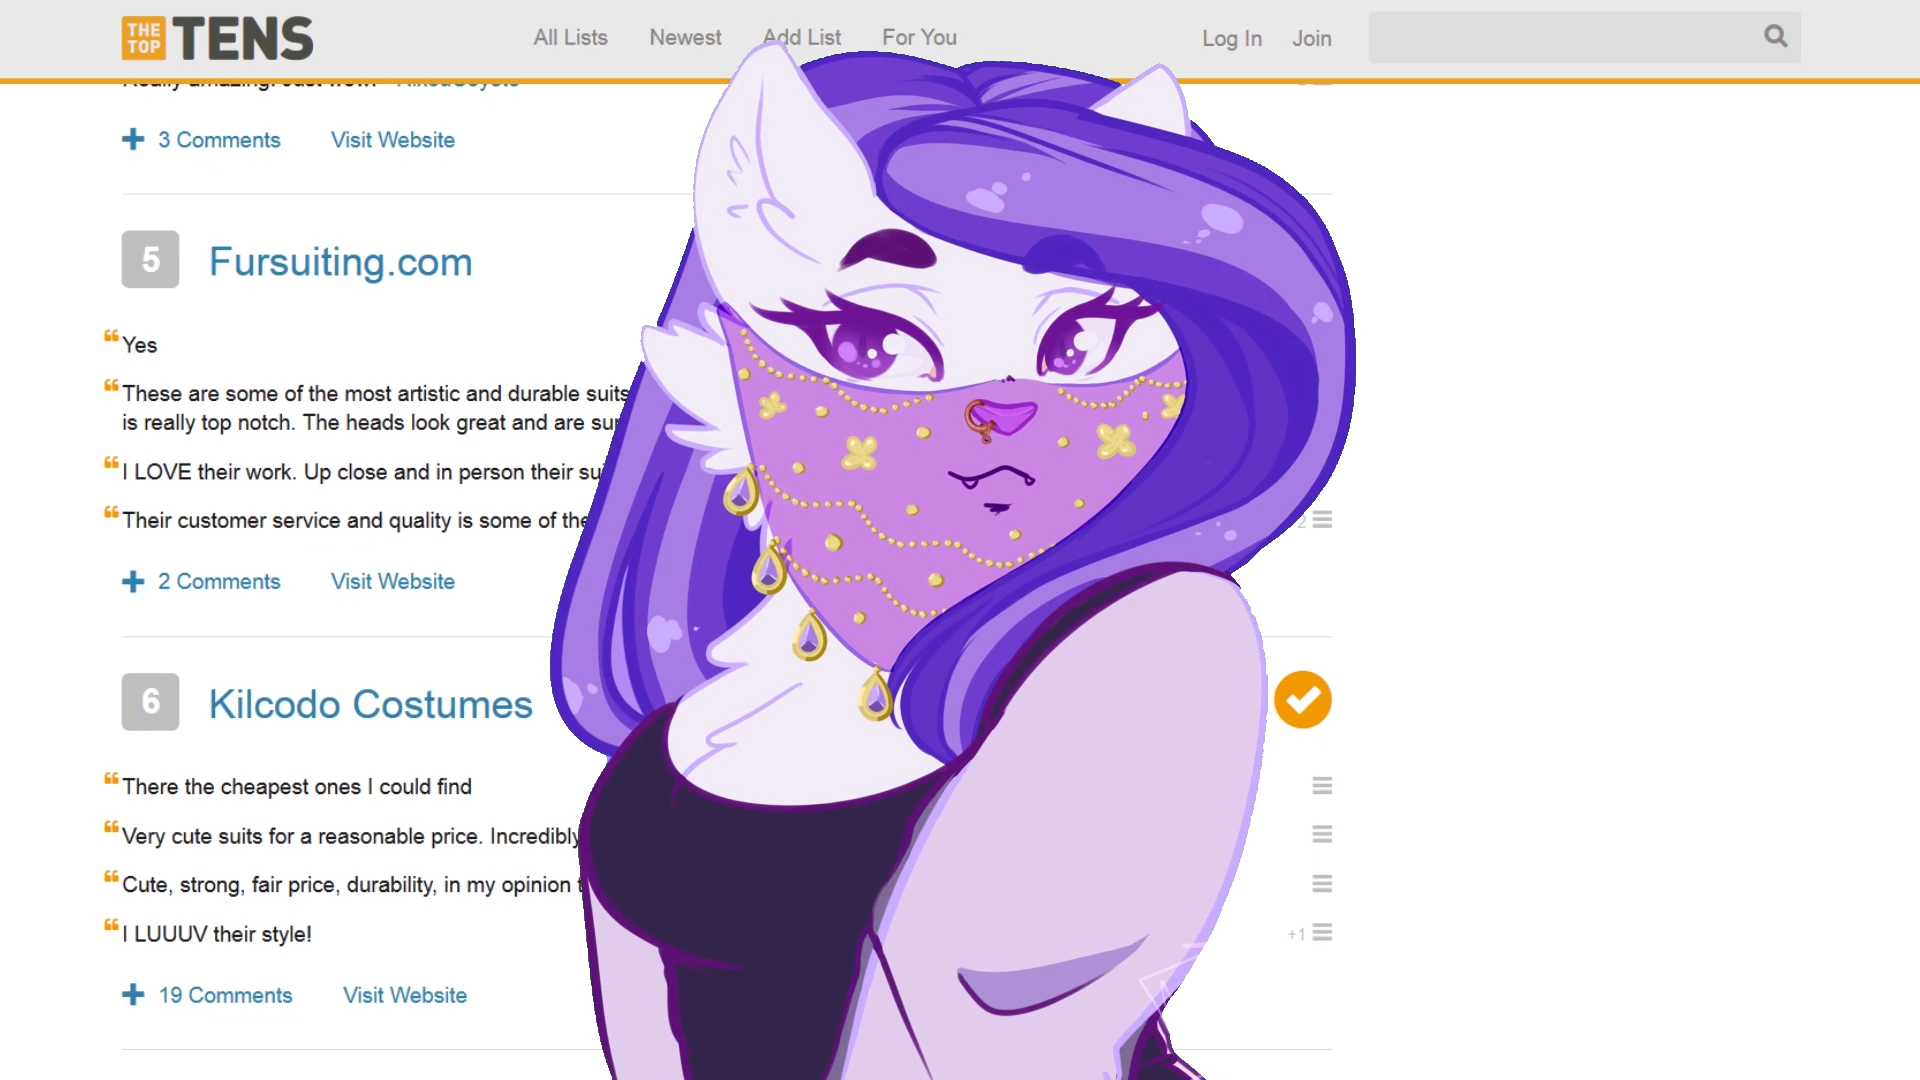 THE TOP TENS
All Lists Newest Add List For You Log In Join
3 Comments Visit Website
5 Fursuiting.com
“Yes
“These are some of the most artistic and durable suits
is really top notch. The heads look great and are
“I LOVE their work. Up close and in person their
“Their customer service and quality is some of the
2
2 Comments Visit Website
6 Kilcodo Costumes
“There the cheapest ones I could find
“Very cute suits for a reasonable price. Incredibly
“Cute, strong, fair price, durability, in my opinion
“I LUUUV their style!
+1
19 Comments Visit Website